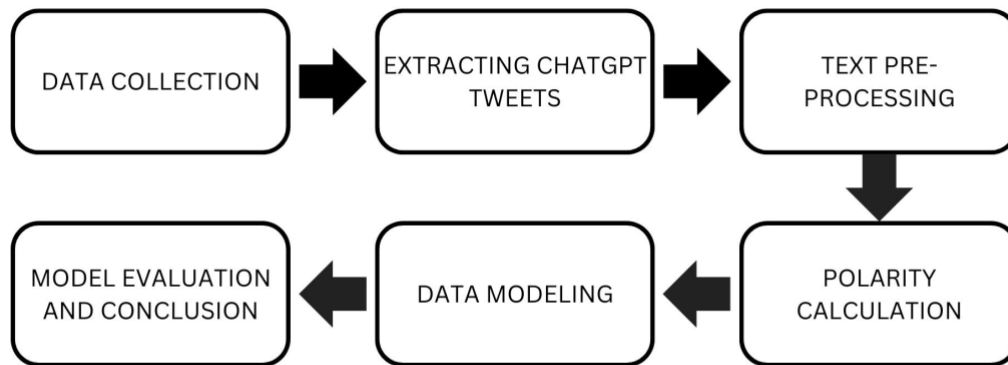 DATA COLLECTION
EXTRACTING CHATGPT
TWEETS
TEXT PRE-
PROCESSING
POLARITY
CALCULATION
DATA MODELING
MODEL EVALUATION
AND CONCLUSION